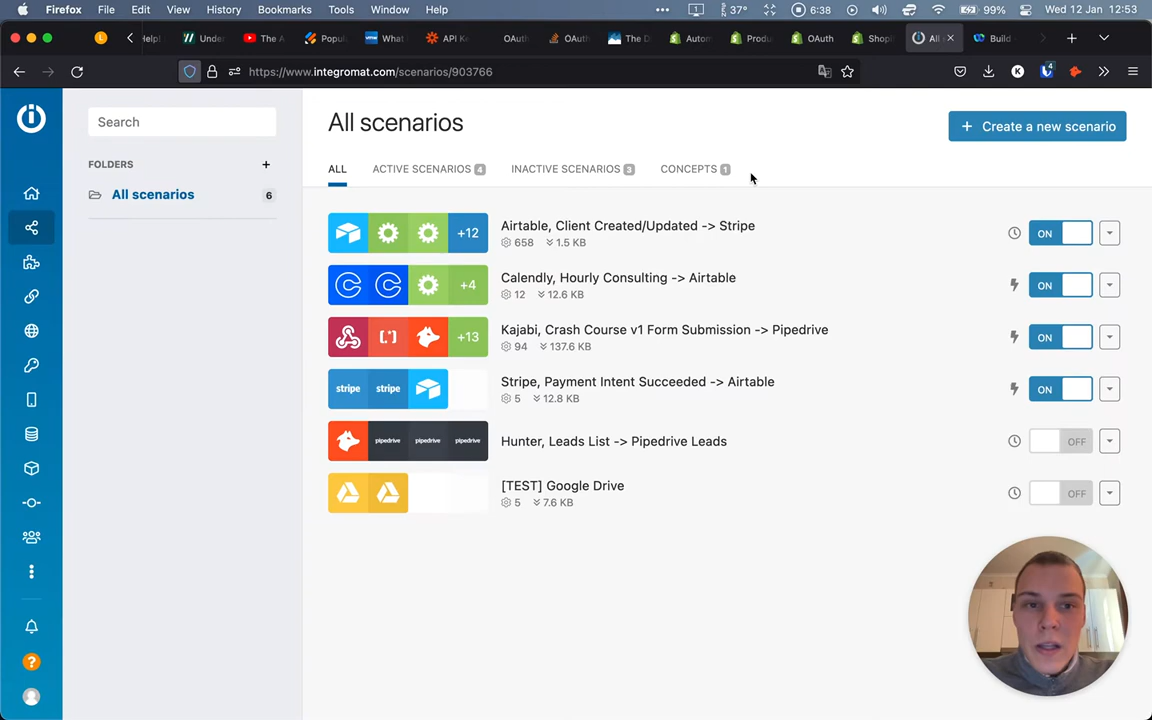 Firefox File Edit View History Bookmarks Tools Window Help ••• 37° 6:38 99% Wed 12 Jan 12:53
Help! Unde The A Popu What API Ke OAuth OAut The D Autom Produ OAuth Shop All Build
https://www.integromat.com/scenarios/903766 4
Search
FOLDERS +
All scenarios 6
All scenarios
+ Create a new scenario
ALL ACTIVE SCENARIOS 4 INACTIVE SCENARIOS 3 CONCEPTS 1
+12 Airtable, Client Created/Updated -> Stripe ON
658 1.5 KB
+4 Calendly, Hourly Consulting -> Airtable ON
12 12.6 KB
[.*] +13 Kajabi, Crash Course v1 Form Submission -> Pipedrive ON
94 137.6 KB
stripe stripe Stripe, Payment Intent Succeeded -> Airtable ON
5 12.8 KB
pipedrive pipedrive pipedrive Hunter, Leads List -> Pipedrive Leads OFF
[TEST] Google Drive OFF
5 7.6 KB